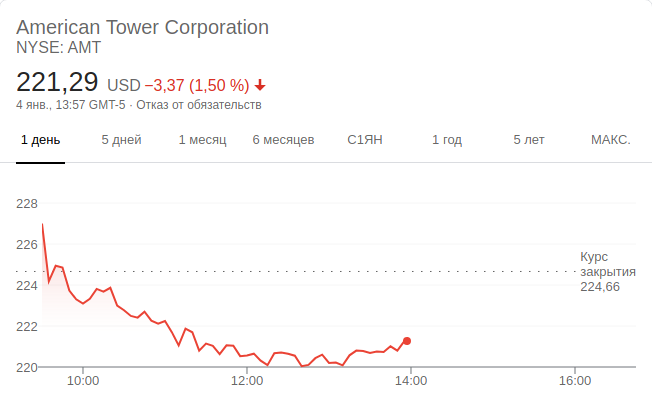 American Tower Corporation
NYSE: AMT
221,29 USD −3,37 (1,50 %)
4 янв., 13:57 GMT-5 · Отказ от обязательств
1 день 5 дней 1 месяц 6 месяцев С1ЯН 1 год 5 лет МАКС.
228
226
Курс
закрытия
224
224,66
222
220
10:00 12:00 14:00 16:00